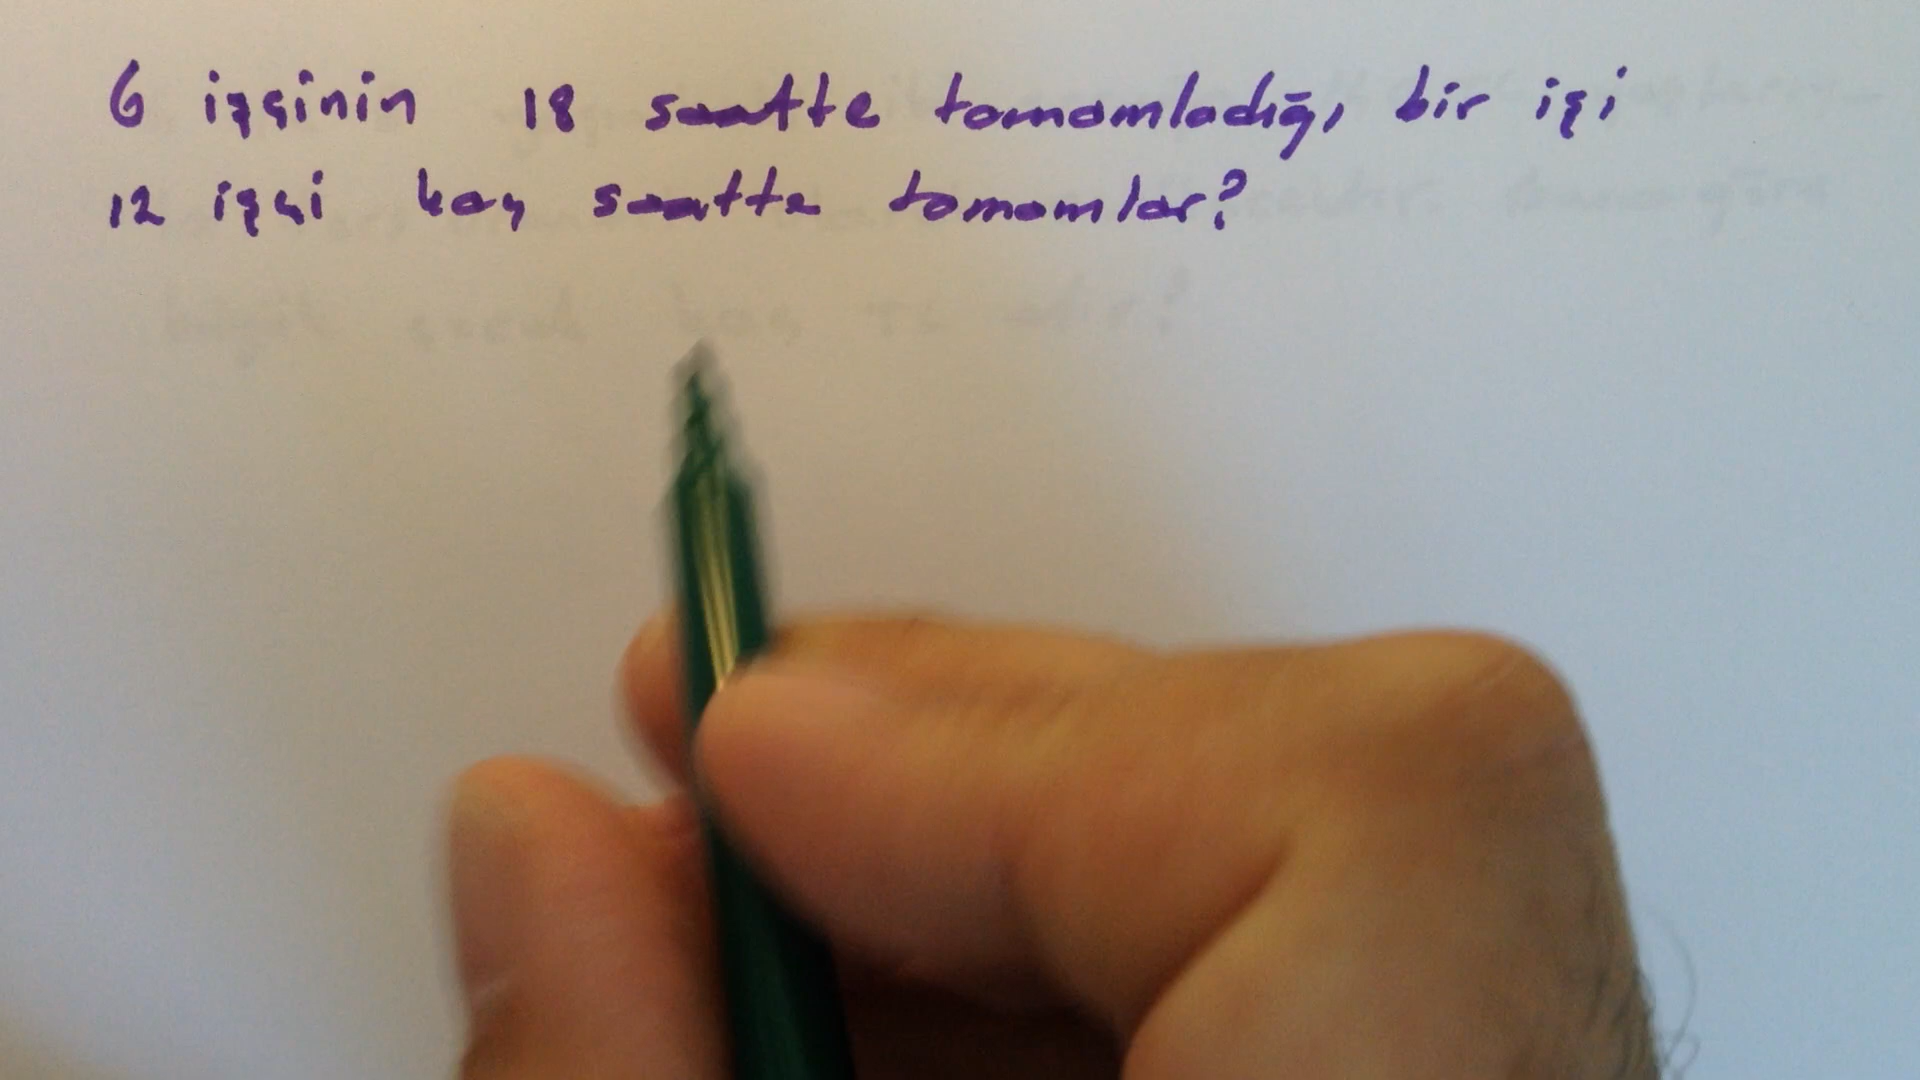 6 işçinin 18 saatte tamamladığı bir işi
12 işçi kaç saatte tamamlar?